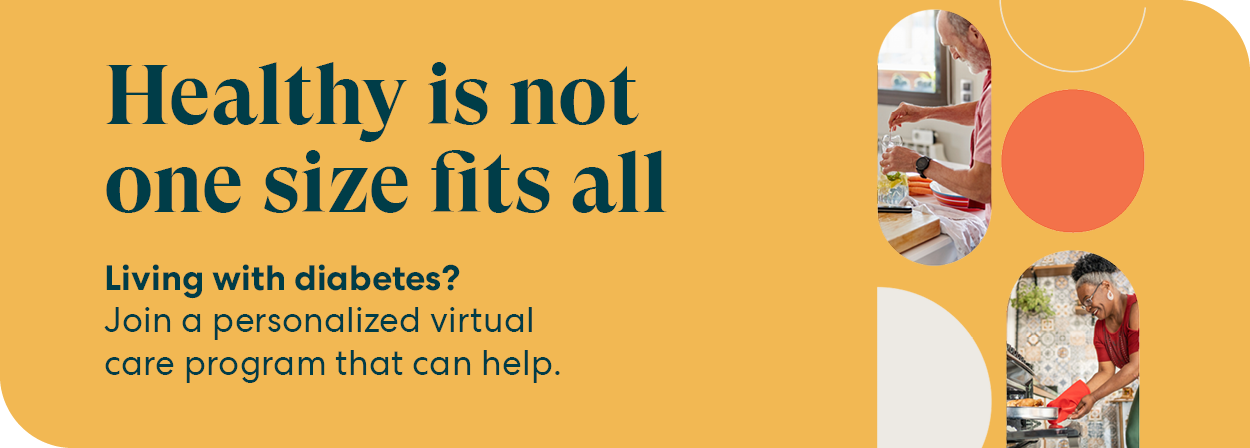 Healthy is not
one size fits all
Living with diabetes?
Join a personalized virtual
care program that can help.